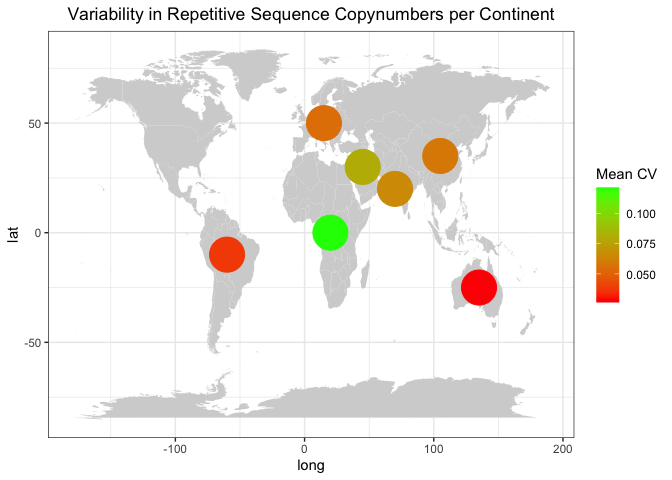 Variability in Repetitive Sequence Copynumbers per Continent
50
0
-50
lat
-100
0
100
200
long
Mean CV
0.100
0.075
0.050